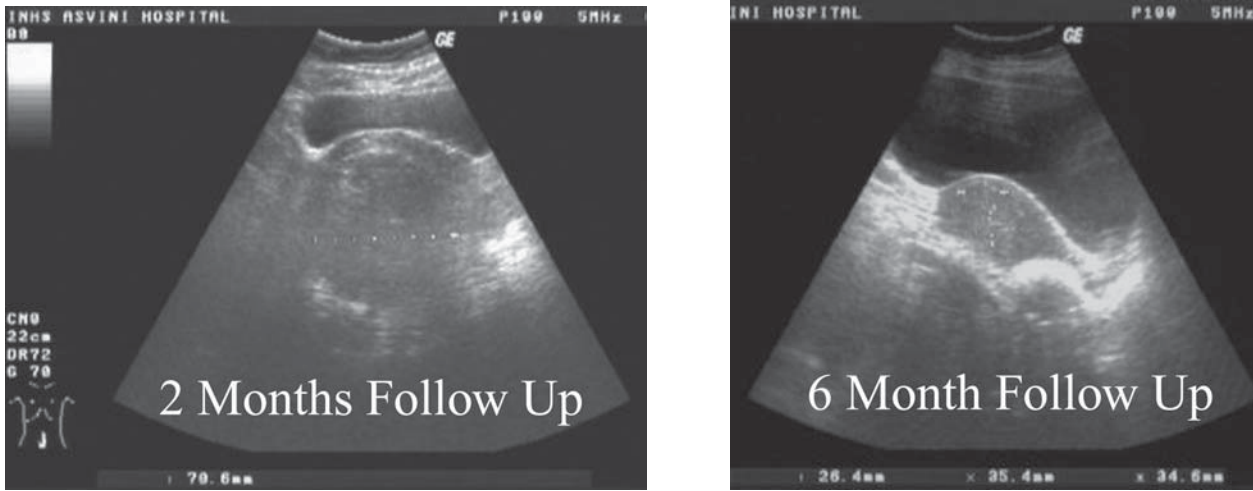 INHS ASVINI HOSPITAL P100 5MHz
00
GE
CN0
22cm
DR72
G 70
2 Months Follow Up
70.6mm
INI HOSPITAL P100 5MHz
GE
6 Month Follow Up
26.4mm x 35.4mm x 34.6mm